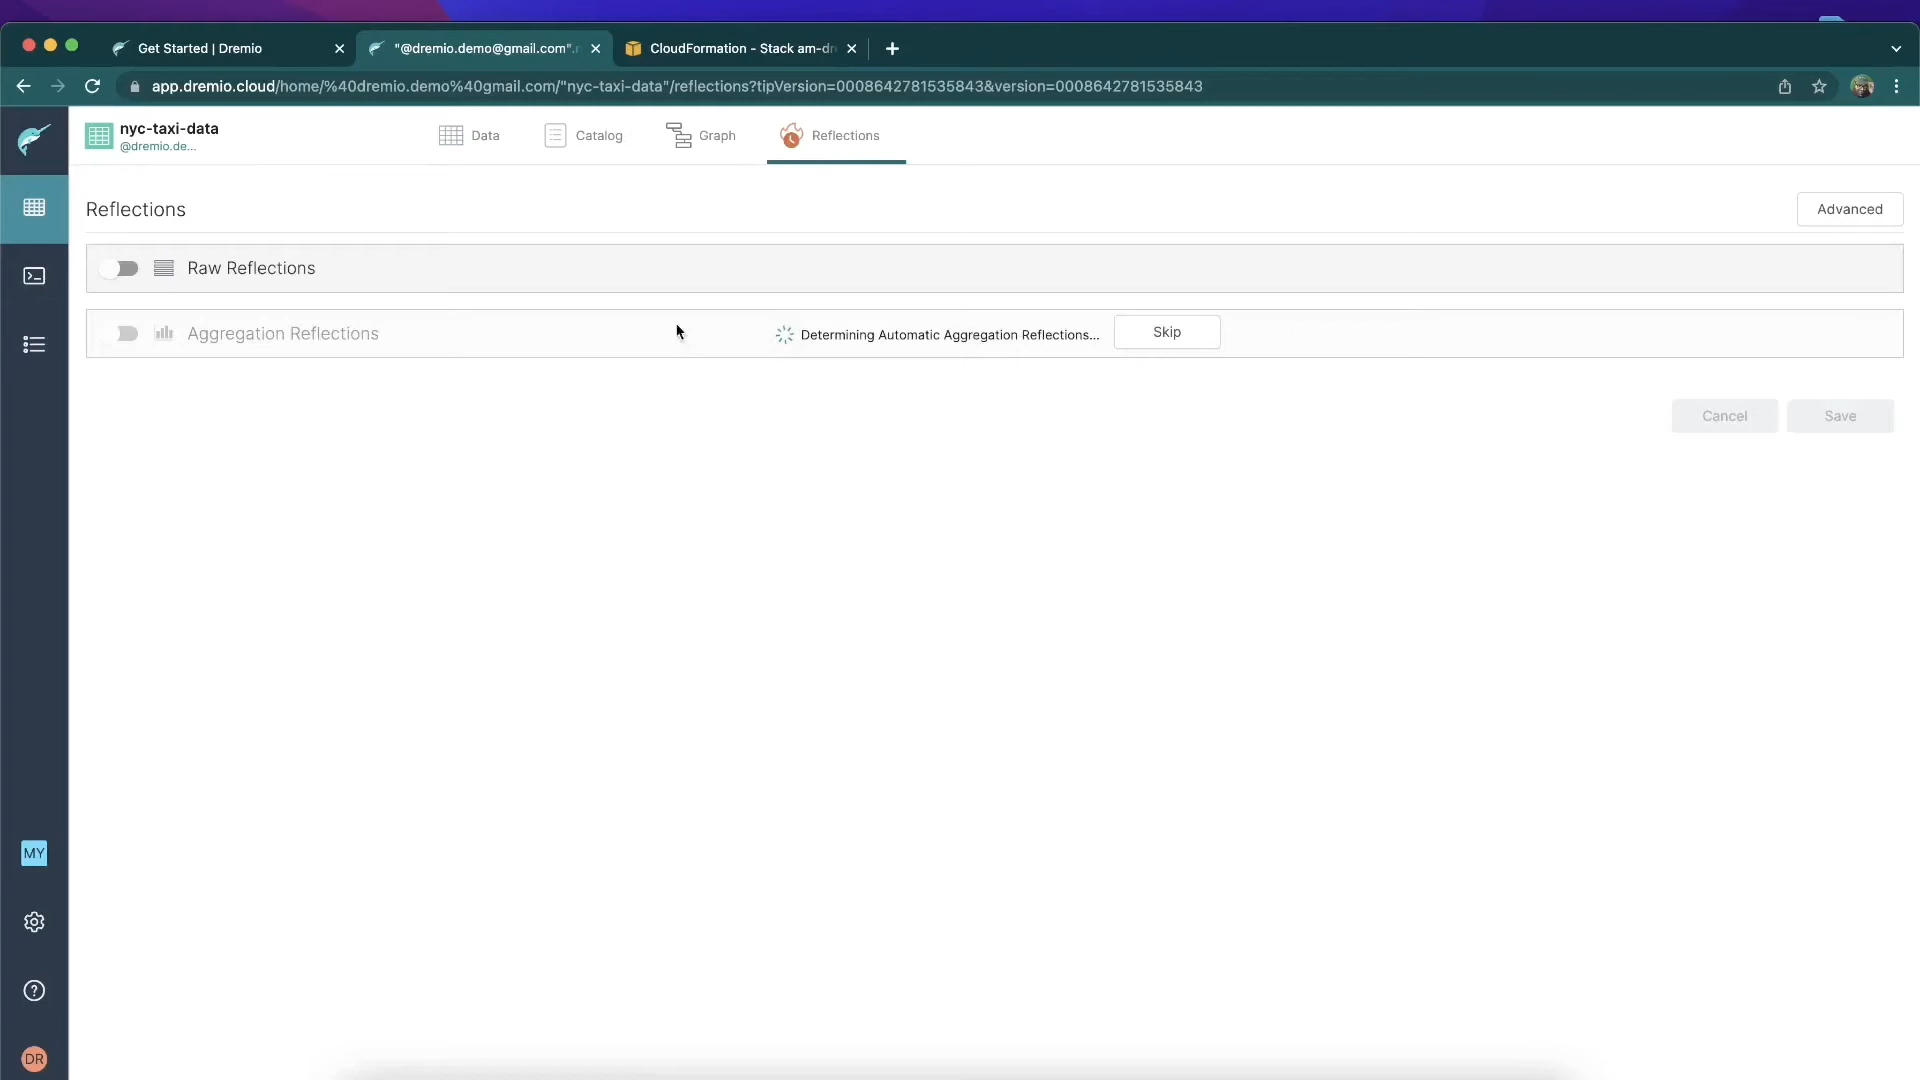 Get Started | Dremio
"@dremio.demo@gmail.com".
CloudFormation - Stack am-dr
app.dremio.cloud/home/%40dremio.demo%40gmail.com/"nyc-taxi-data"/reflections?tipVersion=0008642781535843&version=0008642781535843
nyc-taxi-data
@dremio.de...
Data
Catalog
Graph
Reflections
Reflections
Advanced
Raw Reflections
Aggregation Reflections
Determining Automatic Aggregation Reflections...
Skip
Cancel
Save
MY
DR